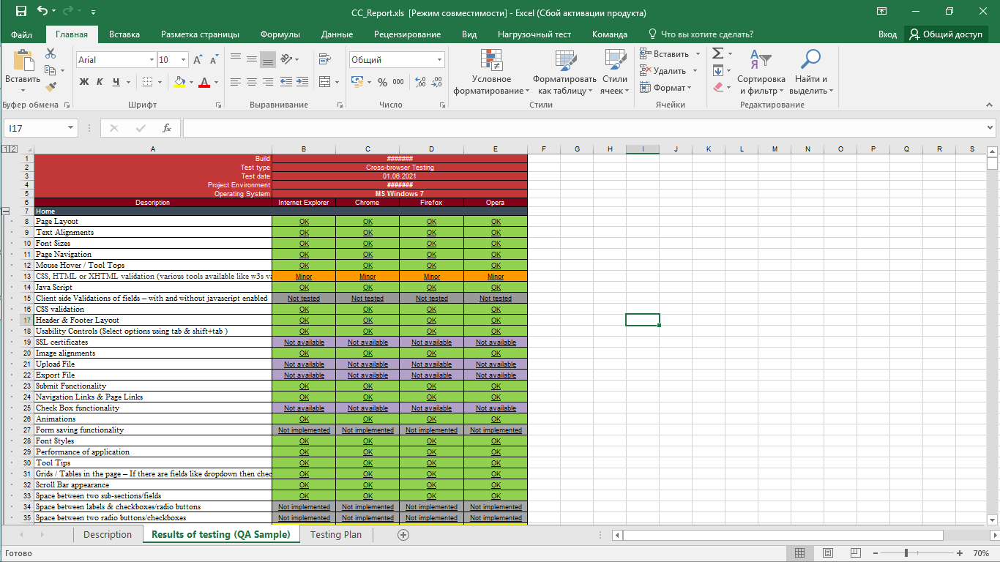 CC_Report.xls [Режим совместимости] - Excel (Сбой активации продукта)
Файл Главная Вставка Разметка страницы Формулы Данные Рецензирование Вид Нагрузочный тест Команда Что вы хотите сделать? Вход Общий доступ
Вставить
Arial 10
Ж К Ч
Общий
% 000
Условное форматирование
Форматировать как таблицу
Стили ячеек
Вставить
Удалить
Формат
Сортировка и фильтр
Найти и выделить
Буфер обмена Шрифт Выравнивание Число Стили Ячейки Редактирование
I17 fx
1 2 A B C D E F G H I J K L M N O P Q R S
1 Build #######
2 Test type Cross-browser Testing
3 Test date 01.06.2021
4 Project Environment #######
5 Operating System MS Windows 7
6 Description Internet Explorer Chrome Firefox Opera
7 Home
8 Page Layout OK OK OK OK
9 Text Alignments OK OK OK OK
10 Font Sizes OK OK OK OK
11 Page Navigation OK OK OK OK
12 Mouse Hover / Tool Tops OK OK OK OK
13 CSS, HTML or XHTML validation (various tools available like w3s va Minor Minor Minor Minor
14 Java Script OK OK OK OK
15 Client side Validations of fields – with and without javascript enabled Not tested Not tested Not tested Not tested
16 CSS validation OK OK OK OK
17 Header & Footer Layout OK OK OK OK
18 Usability Controls (Select options using tab & shift+tab ) OK OK OK OK
19 SSL certificates Not available Not available Not available Not available
20 Image alignments OK OK OK OK
21 Upload File Not available Not available Not available Not available
22 Export File Not available Not available Not available Not available
23 Submit Functionality OK OK OK OK
24 Navigation Links & Page Links OK OK OK OK
25 Check Box functionality Not available Not available Not available Not available
26 Animations OK OK OK OK
27 Form saving functionality Not implemented Not implemented Not implemented Not implemented
28 Font Styles OK OK OK OK
29 Performance of application OK OK OK OK
30 Tool Tips OK OK OK OK
31 Grids / Tables in the page – If there are fields like dropdown then chec OK OK OK OK
32 Scroll Bar appearance OK OK OK OK
33 Space between two sub-sections/fields OK OK OK OK
34 Space between labels & checkboxes/radio buttons Not implemented Not implemented Not implemented Not implemented
35 Space between two radio buttons/checkboxes Not implemented Not implemented Not implemented Not implemented
Description Results of testing (QA Sample) Testing Plan
Готово 70%